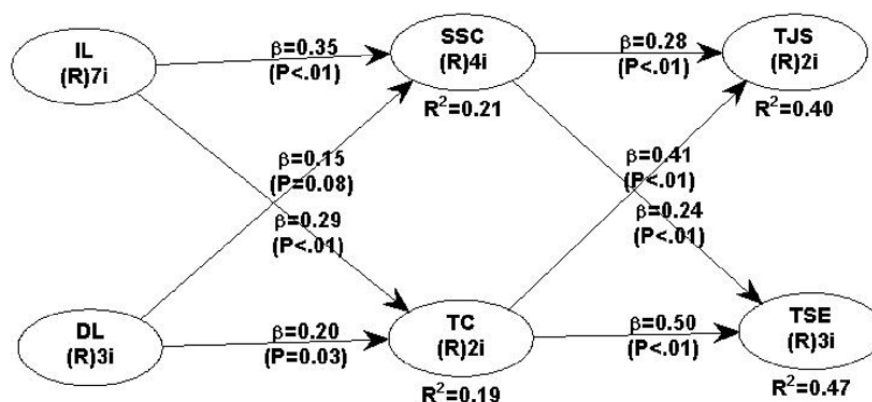 IL
(R)7i
β=0.35
(P<.01)
SSC
(R)4i
R²=0.21
β=0.28
(P<.01)
TJS
(R)2i
R²=0.40
β=0.15
(P=0.08)
β=0.29
(P<.01)
β=0.41
(P<.01)
β=0.24
(P<.01)
DL
(R)3i
β=0.20
(P=0.03)
TC
(R)2i
R²=0.19
β=0.50
(P<.01)
TSE
(R)3i
R²=0.47